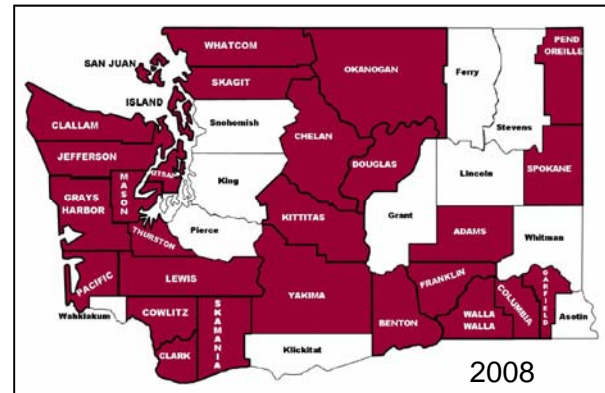 WHATCOM
SAN JUAN
SKAGIT
ISLAND
OKANOGAN
Ferry
PEND
OREILLE
Stevens
CLALLAM
Snohomish
CHELAN
JEFFERSON
KITSAP
DOUGLAS
Lincoln
SPOKANE
MASON
King
GRAYS
HARBOR
KITTITAS
Grant
Pierce
THURSTON
ADAMS
Whitman
PACIFIC
LEWIS
YAKIMA
FRANKLIN
COLUMBIA
GARFIELD
Wahkiakum
COWLITZ
SKAMANIA
BENTON
WALLA
WALLA
Asotin
CLARK
Klickitat
2008